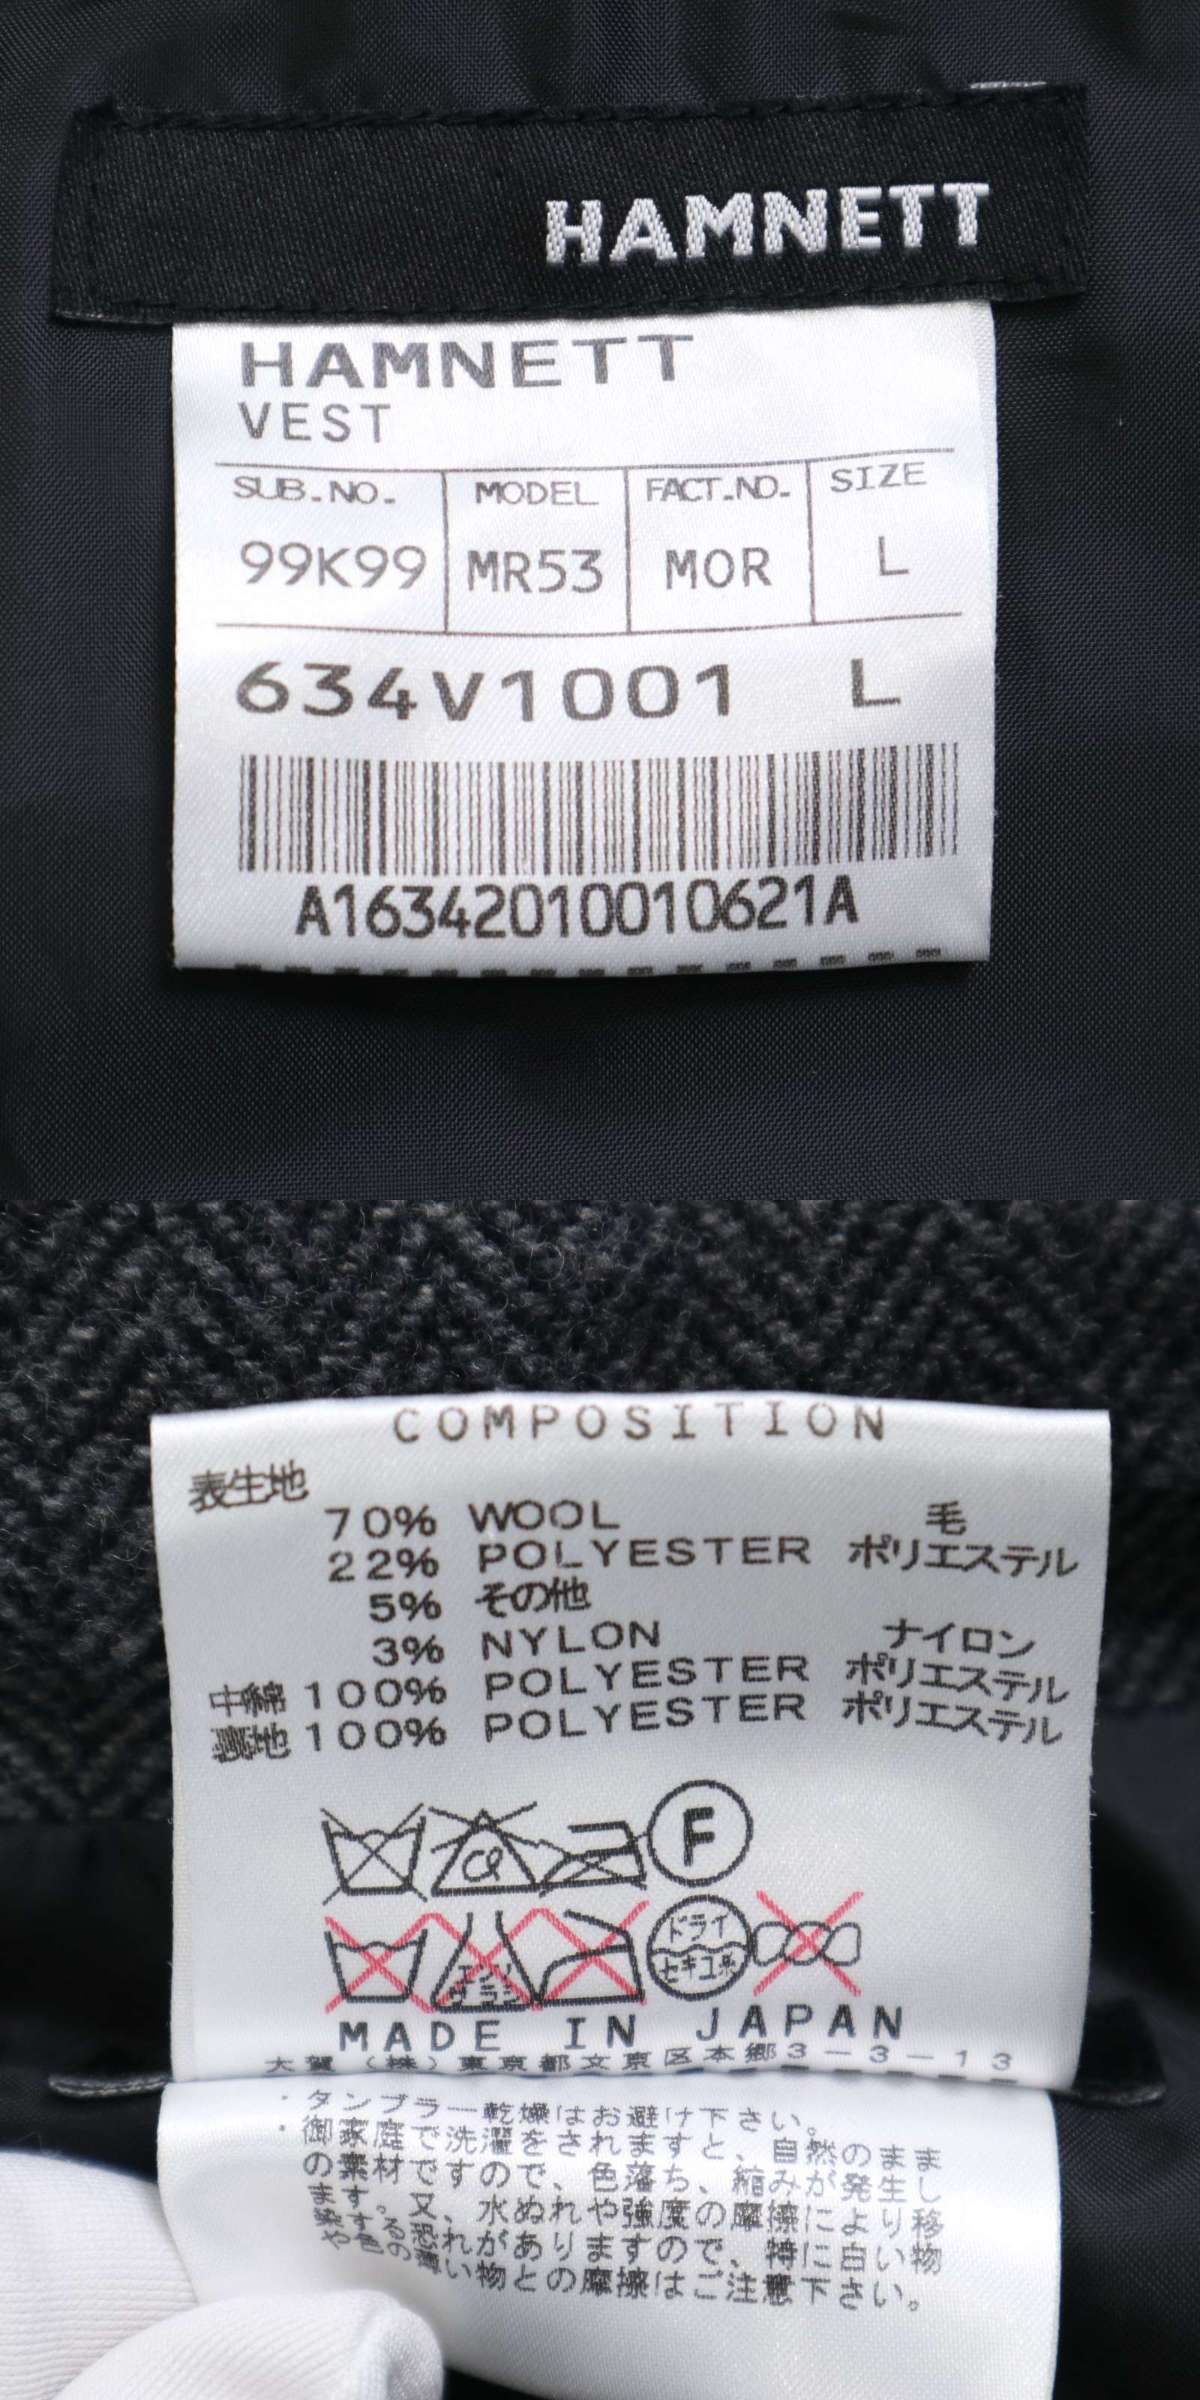 HAMNETT
HAMNETT
VEST
SUB.NO. MODEL FACT.NO. SIZE
99K99 MR53 MOR L
634V1001 L
A16342010010621A
COMPOSITION
表生地
70% WOOL 毛
22% POLYESTER ポリエステル
5% その他
3% NYLON ナイロン
中綿 100% POLYESTER ポリエステル
裏地 100% POLYESTER ポリエステル
Cl F
エンソ サラシ ドライ セキユ系
MADE IN JAPAN
大賀(株)東京都文京区本郷3-3-13
・タンブラー乾燥はお避け下さい。
・御家庭で洗濯をされますと、自然のまま
の素材ですので、色落ち、縮みが発生し
ます。又、水ぬれや強度の摩擦により移
染する恐れがありますので、特に白い物
や色の薄い物との摩擦はご注意下さい。